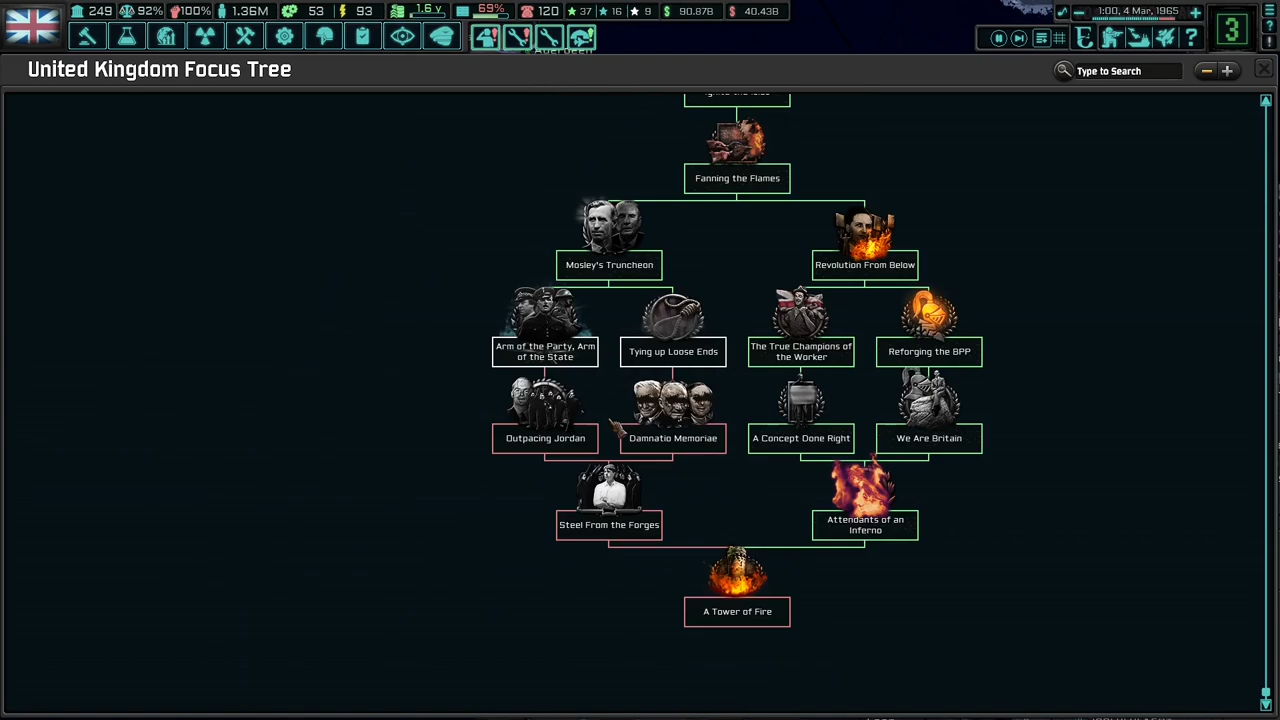 249 92% 100% 1.36M 53 93 1.6 y 69% 120 37 16 9 90.87B 40.43B
1:00, 4 Mar, 1965
3
United Kingdom Focus Tree
Type to Search
Fanning the Flames
Mosley's Truncheon
Revolution From Below
Arm of the Party, Arm
of the State
Tying up Loose Ends
The True Champions of
the Worker
Reforging the BPP
Outpacing Jordan
Damnatio Memoriae
A Concept Done Right
We Are Britain
Steel From the Forges
Attendants of an
Inferno
A Tower of Fire